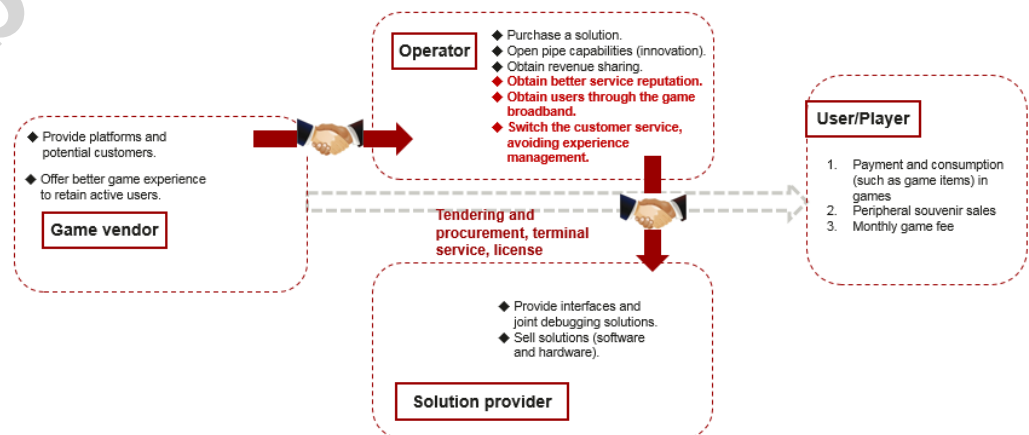 Operator
◆ Purchase a solution.
◆ Open pipe capabilities (innovation).
◆ Obtain revenue sharing.
◆ Obtain better service reputation.
◆ Obtain users through the game
broadband.
◆ Switch the customer service,
avoiding experience
management.
◆ Provide platforms and
potential customers.
◆ Offer better game experience
to retain active users.
Game vendor
User/Player
1. Payment and consumption
(such as game items) in
games
2. Peripheral souvenir sales
3. Monthly game fee
Tendering and
procurement, terminal
service, license
◆ Provide interfaces and
joint debugging solutions.
◆ Sell solutions (software
and hardware).
Solution provider